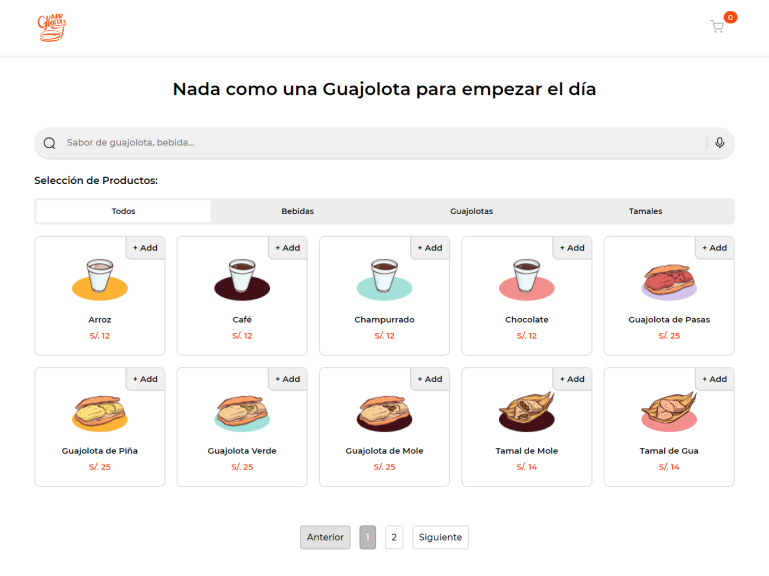 GUAPP
JOLOTAS
0
Nada como una Guajolota para empezar el día
Sabor de guajolota, bebida...
Selección de Productos:
Todos Bebidas Guajolotas Tamales
+ Add + Add + Add + Add + Add
Arroz Café Champurrado Chocolate Guajolota de Pasas
S/. 12 S/. 12 S/. 12 S/. 12 S/. 25
+ Add + Add + Add + Add + Add
Guajolota de Piña Guajolota Verde Guajolota de Mole Tamal de Mole Tamal de Gua
S/. 25 S/. 25 S/. 25 S/. 14 S/. 14
Anterior 1 2 Siguiente